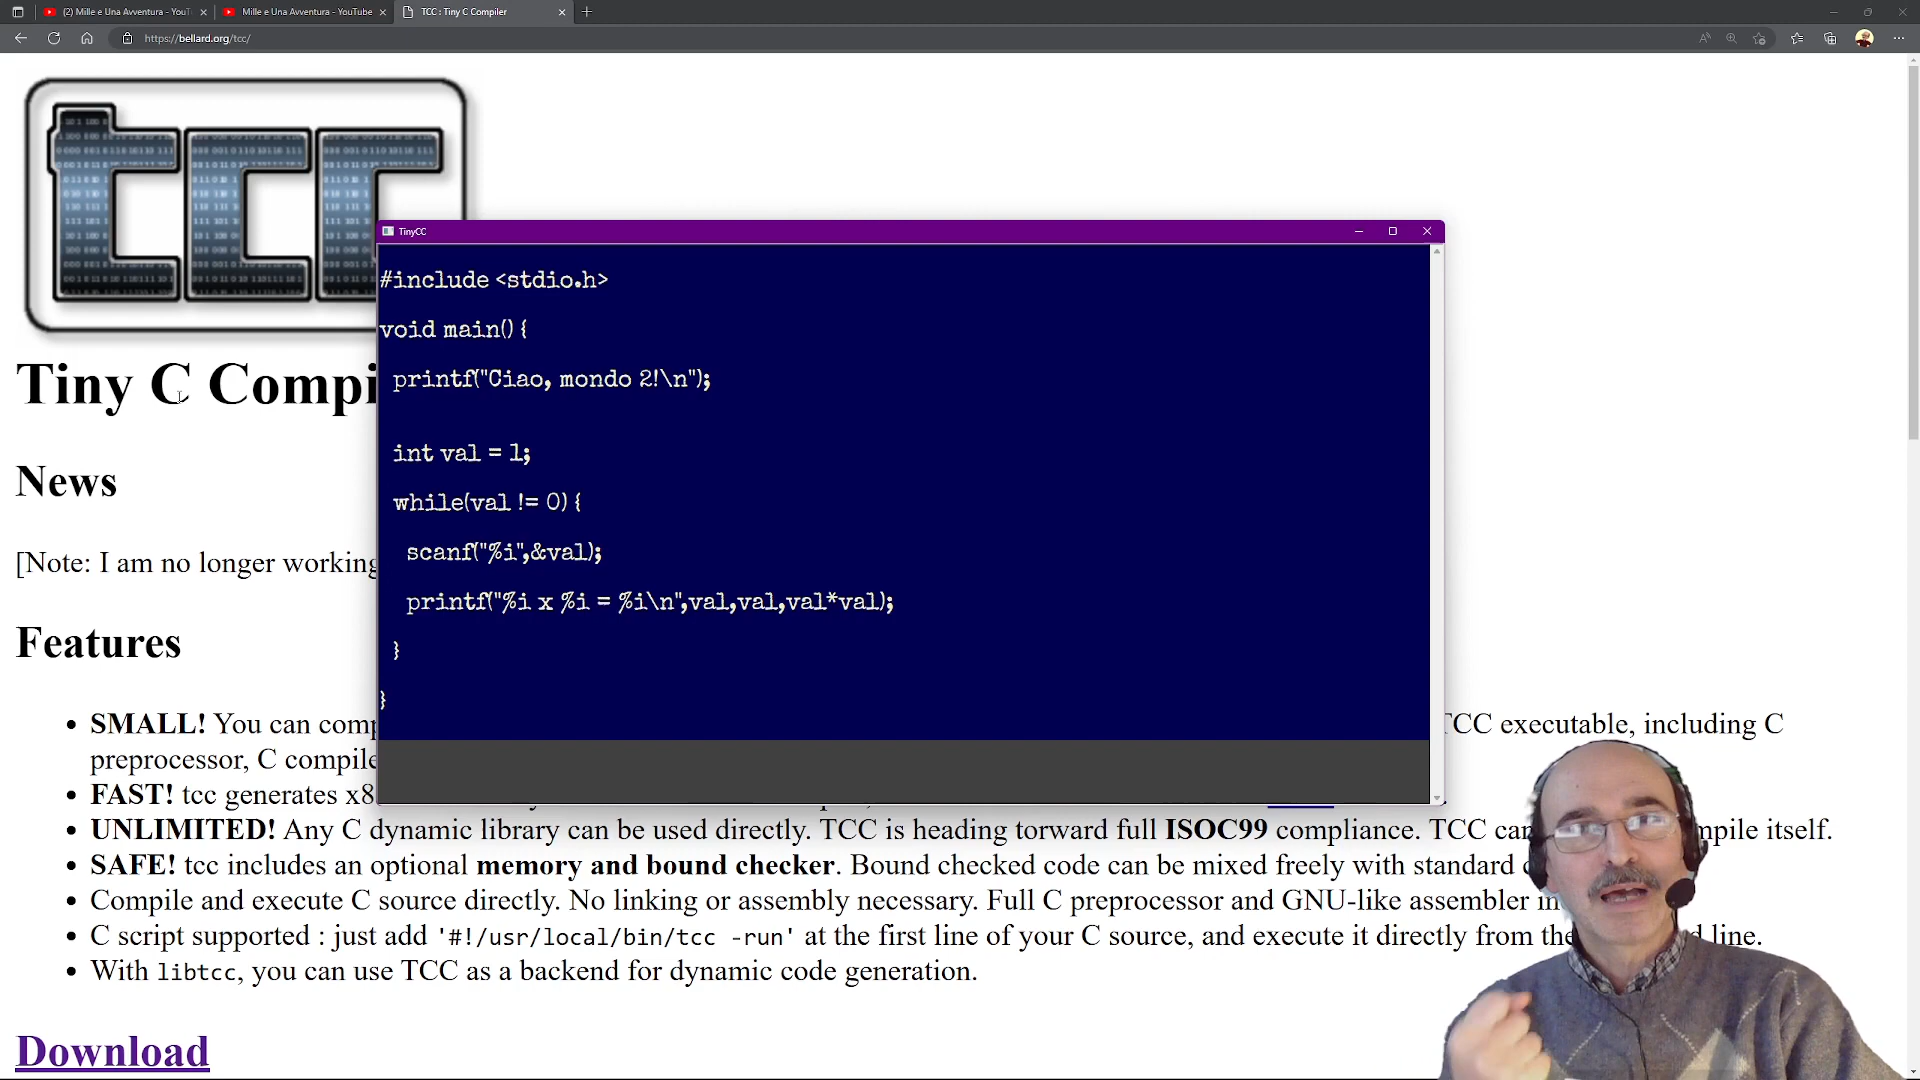 (2) Mille e Una Avventura - YouT
Mille e Una Avventura - YouTube
TCC : Tiny C Compiler
https://bellard.org/tcc/
TCC
TinyCC
#include <stdio.h>
void main() {
printf("Ciao, mondo 2!\n");
int val = 1;
while(val != 0) {
scanf("%i",&val);
printf("%i x %i = %i\n",val,val,val*val);
}
}
Tiny C Compi
News
[Note: I am no longer working
Features
SMALL! You can comp TCC executable, including C
preprocessor, C compile
FAST! tcc generates x8
UNLIMITED! Any C dynamic library can be used directly. TCC is heading torward full ISOC99 compliance. TCC can mpile itself.
SAFE! tcc includes an optional memory and bound checker. Bound checked code can be mixed freely with standard
Compile and execute C source directly. No linking or assembly necessary. Full C preprocessor and GNU-like assembler in
C script supported : just add '#!/usr/local/bin/tcc -run' at the first line of your C source, and execute it directly from the d line.
With libtcc, you can use TCC as a backend for dynamic code generation.
Download